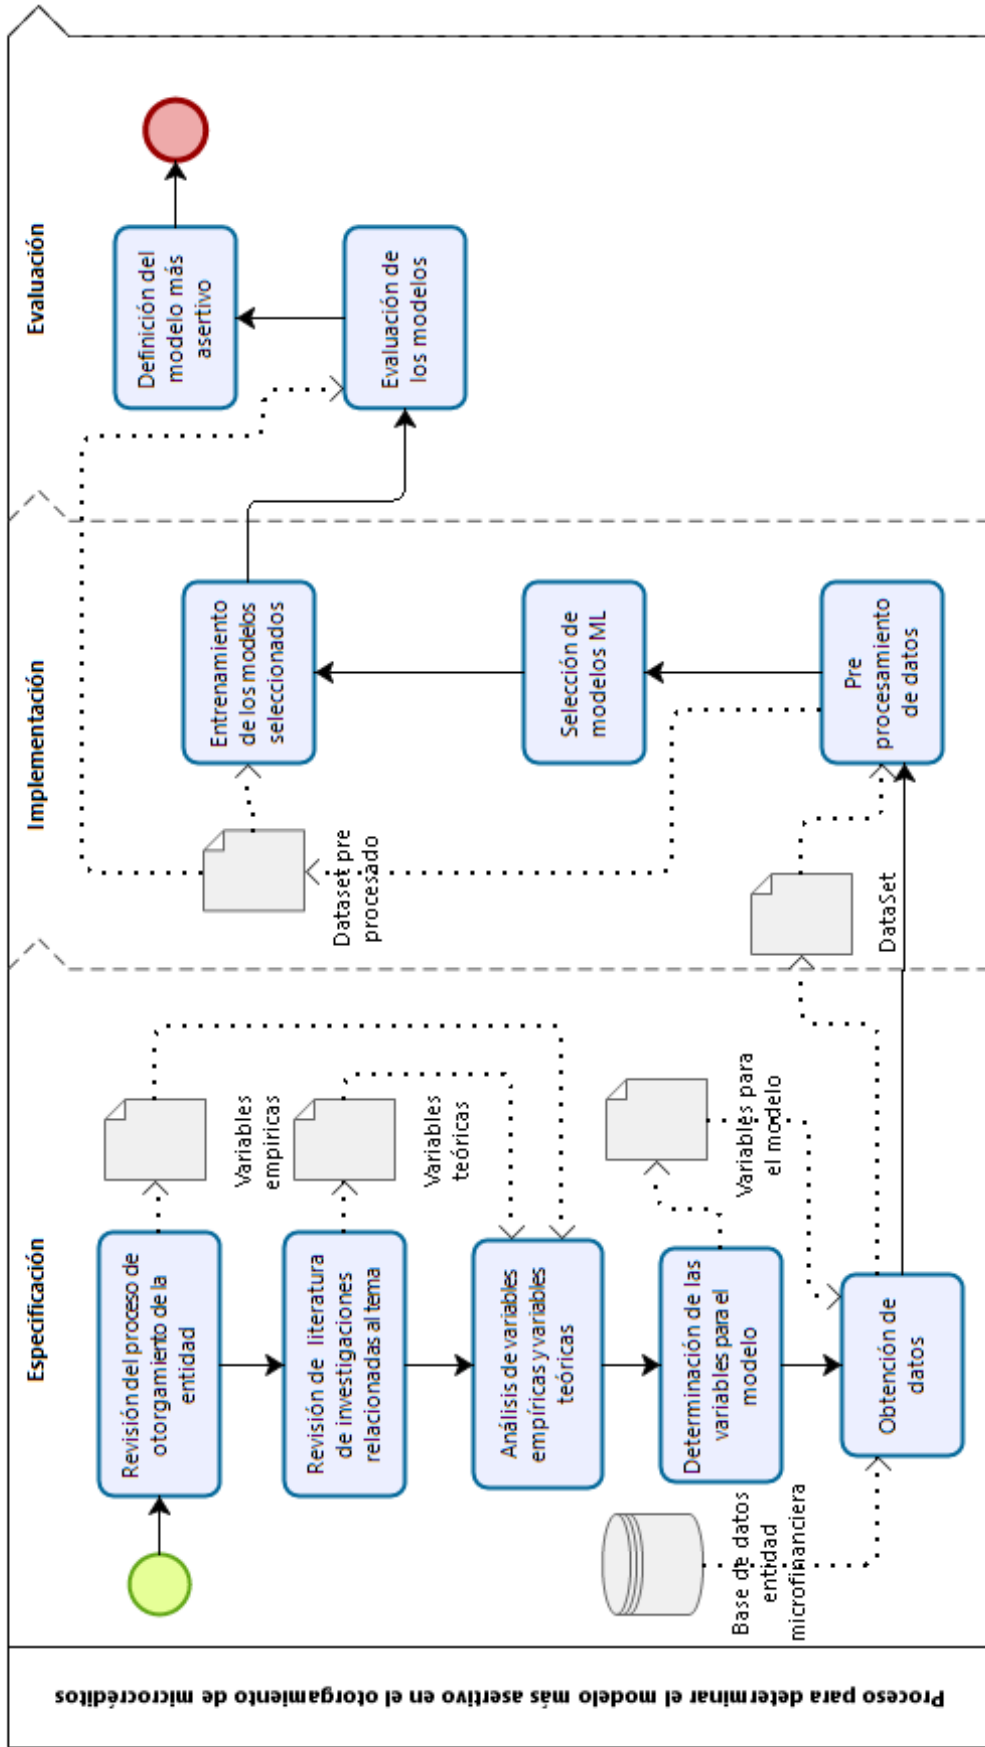 Proceso para determinar el modelo más asertivo en el otorgamiento de microcréditos
Especificación
Revisión del proceso de
otorgamiento de la
entidad
Variables
empiricas
Revisión de literatura
de investigaciones
relacionadas al tema
Variables
teóricas
Análisis de variables
empíricas y variables
teóricas
Determinación de las
variables para el
modelo
Variables para
el modelo
Base de datos
entidad
microfinanciera
Obtención de
datos
Implementación
Entrenamiento
de los modelos
seleccionados
Dataset pre
procesado
Selección de
modelos ML
DataSet
Pre
procesamiento
de datos
Evaluación
Definición del
modelo más
asertivo
Evaluación de
los modelos